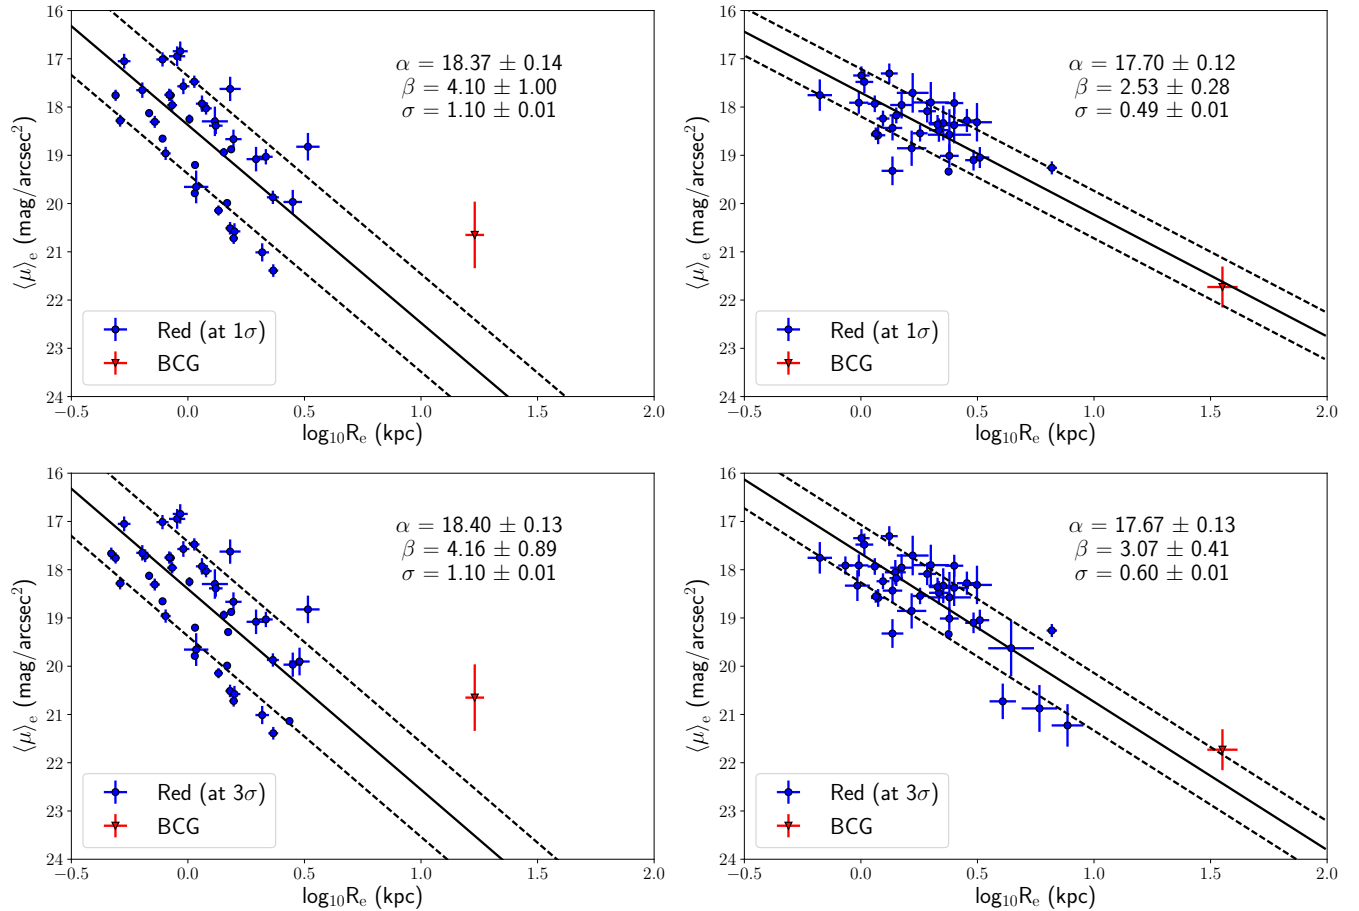 16
17
18
19
20
21
22
23
24
⟨μ⟩e (mag/arcsec²)
α = 18.37 ± 0.14
β = 4.10 ± 1.00
σ = 1.10 ± 0.01
Red (at 1σ)
BCG
−0.5 0.0 0.5 1.0 1.5 2.0
log₁₀Rₑ (kpc)
16
17
18
19
20
21
22
23
24
⟨μ⟩e (mag/arcsec²)
α = 17.70 ± 0.12
β = 2.53 ± 0.28
σ = 0.49 ± 0.01
Red (at 1σ)
BCG
−0.5 0.0 0.5 1.0 1.5 2.0
log₁₀Rₑ (kpc)
16
17
18
19
20
21
22
23
24
⟨μ⟩e (mag/arcsec²)
α = 18.40 ± 0.13
β = 4.16 ± 0.89
σ = 1.10 ± 0.01
Red (at 3σ)
BCG
−0.5 0.0 0.5 1.0 1.5 2.0
log₁₀Rₑ (kpc)
16
17
18
19
20
21
22
23
24
⟨μ⟩e (mag/arcsec²)
α = 17.67 ± 0.13
β = 3.07 ± 0.41
σ = 0.60 ± 0.01
Red (at 3σ)
BCG
−0.5 0.0 0.5 1.0 1.5 2.0
log₁₀Rₑ (kpc)